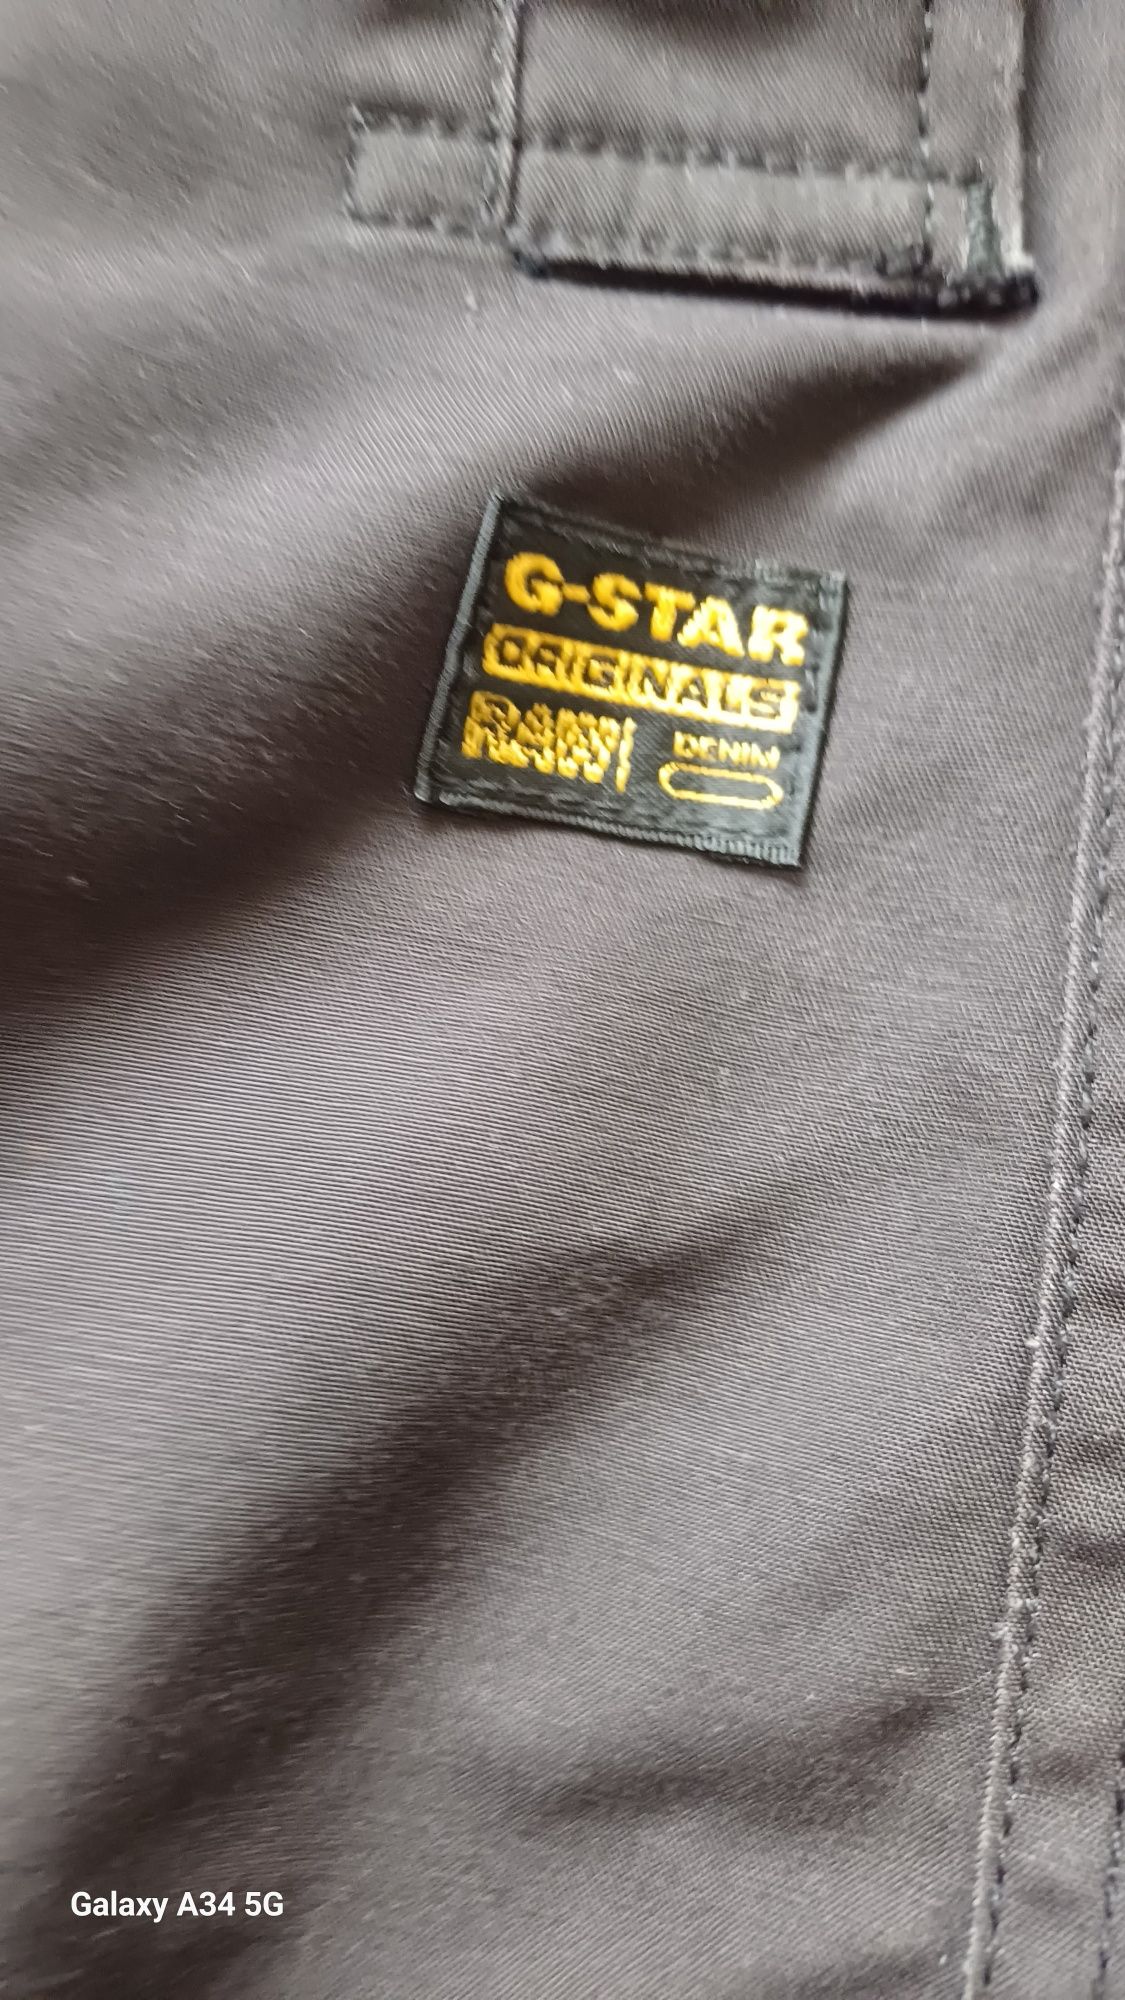 G-STAR
ORIGINALS
RAW
DENIM
Galaxy A34 5G